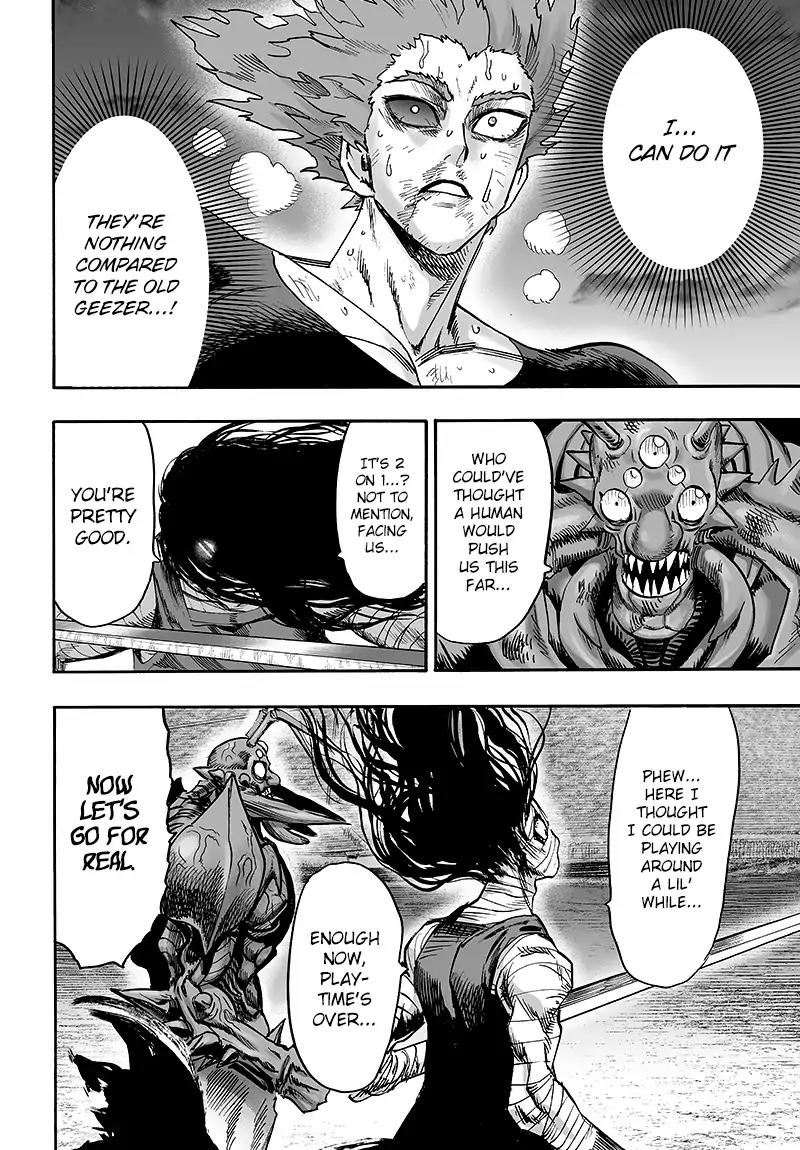 I...
CAN DO IT
THEY'RE
NOTHING
COMPARED
TO THE OLD
GEEZER...!
WHO
COULD'VE
THOUGHT
A HUMAN
WOULD
PUSH
US THIS
FAR...
IT'S 2
ON 1...?
NOT TO
MENTION,
FACING
US...
YOU'RE
PRETTY
GOOD.
PHEW...
HERE I
THOUGHT
I COULD BE
PLAYING
AROUND
A LIL'
WHILE...
ENOUGH
NOW,
PLAY-
TIME'S
OVER...
NOW
LET'S
GO FOR
REAL.